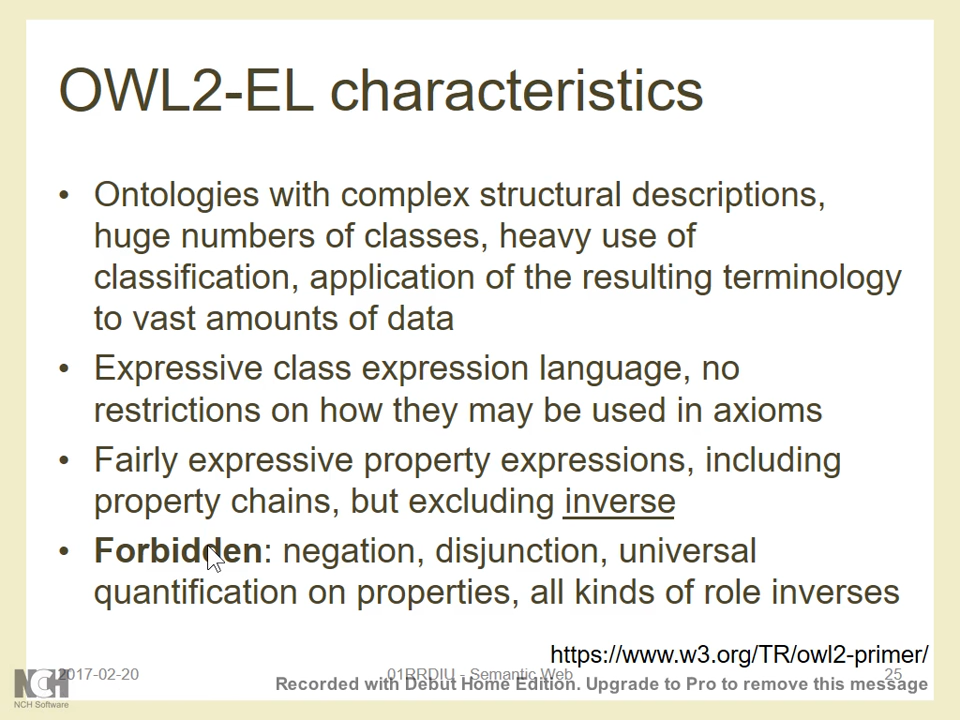 OWL2-EL characteristics
• Ontologies with complex structural descriptions,
huge numbers of classes, heavy use of
classification, application of the resulting terminology
to vast amounts of data
• Expressive class expression language, no
restrictions on how they may be used in axioms
• Fairly expressive property expressions, including
property chains, but excluding inverse
• Forbidden: negation, disjunction, universal
quantification on properties, all kinds of role inverses
https://www.w3.org/TR/owl2-primer/
2017-02-20 01RRDIU - Semantic Web 25
Recorded with Debut Home Edition. Upgrade to Pro to remove this message
NCH
NCH Software